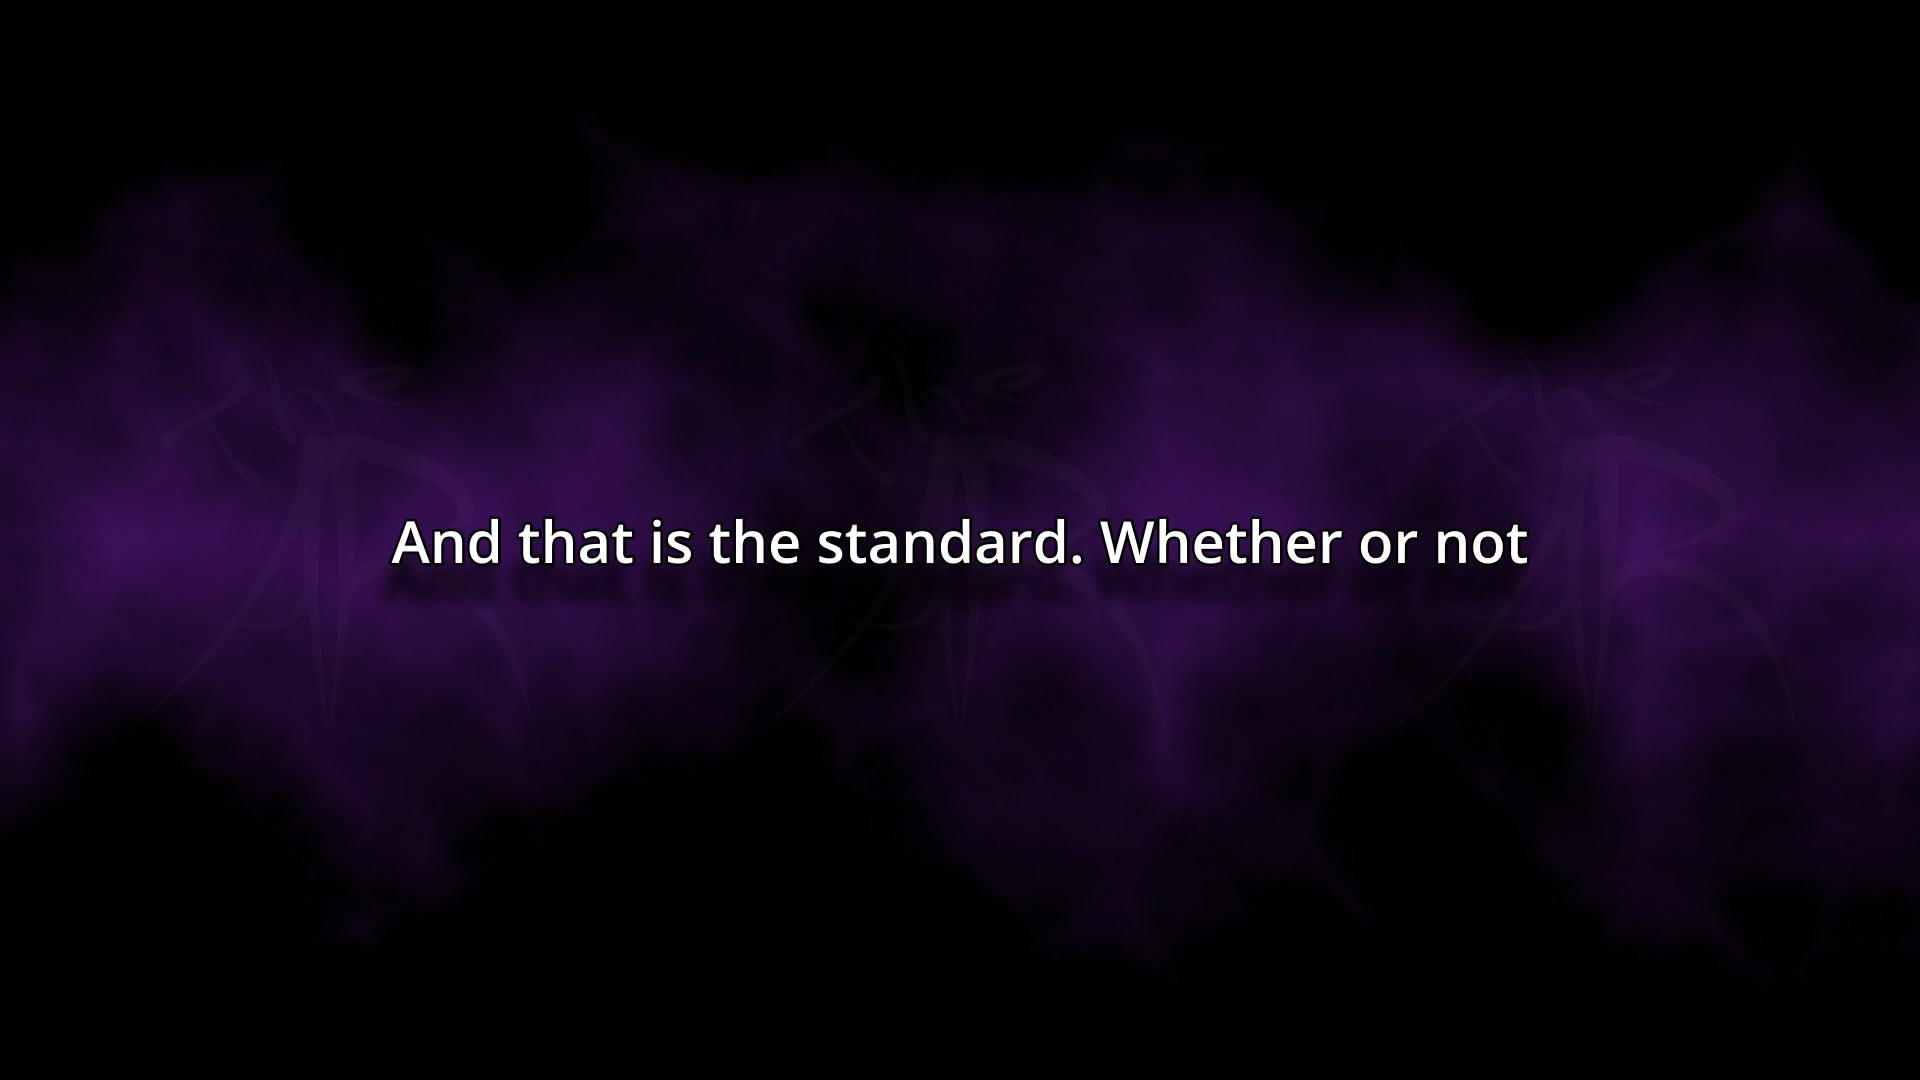 And that is the standard. Whether or not